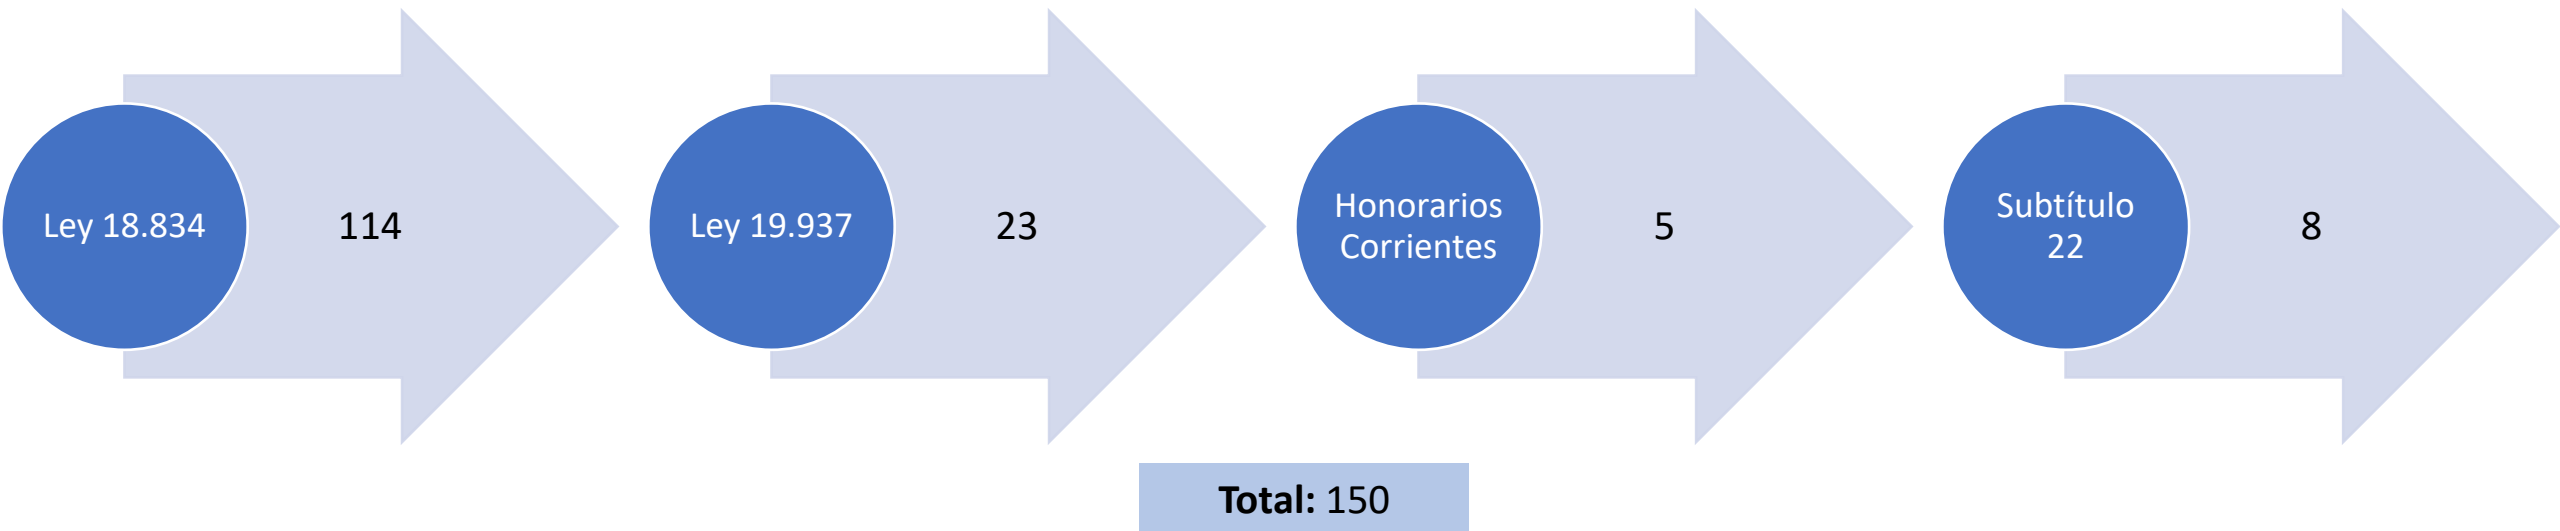 Ley 18.834
114
Ley 19.937
23
Honorarios
Corrientes
5
Subtítulo
22
8
Total: 150